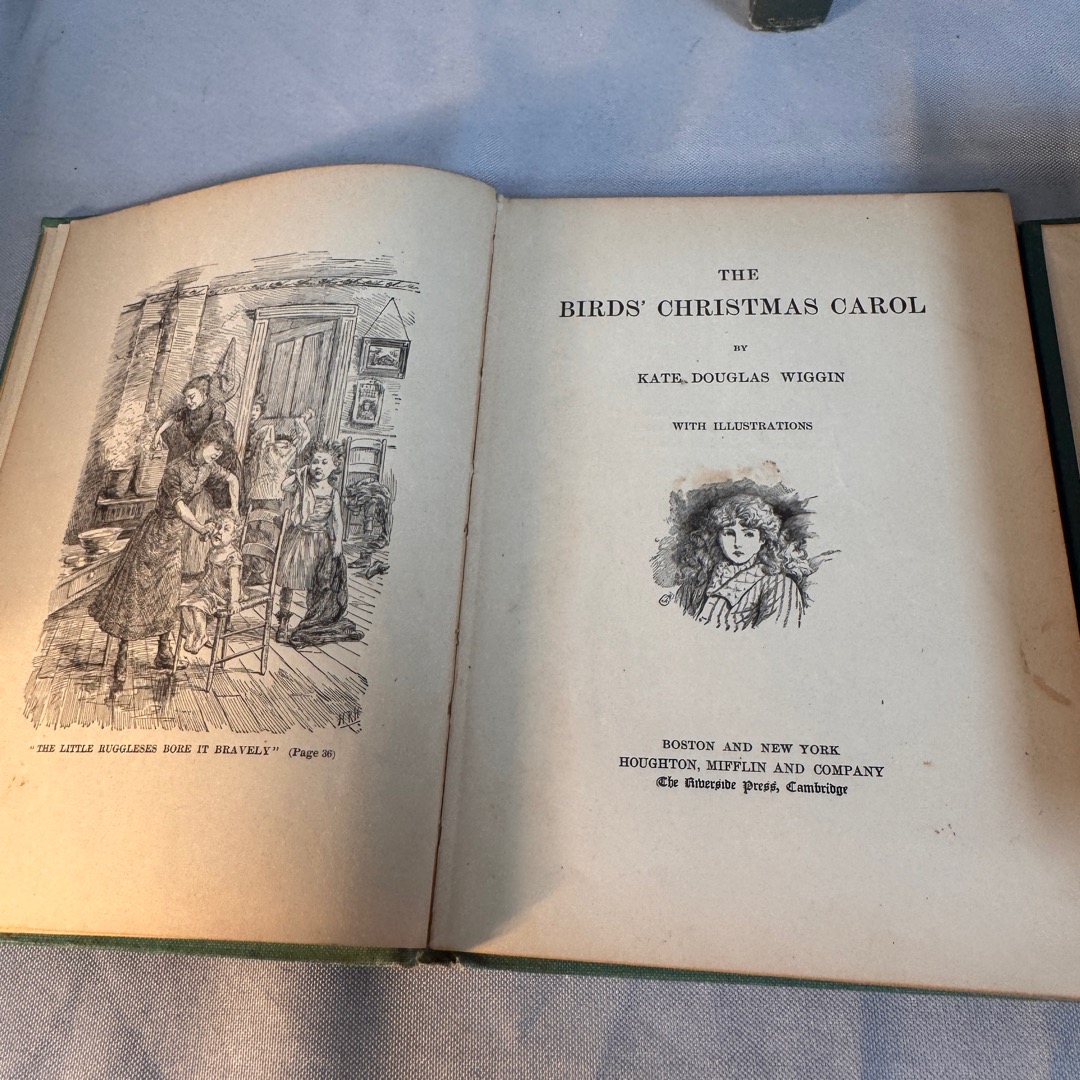 "THE LITTLE RUGGLESES BORE IT BRAVELY" (Page 36)
THE
BIRDS' CHRISTMAS CAROL
BY
KATE DOUGLAS WIGGIN
WITH ILLUSTRATIONS
BOSTON AND NEW YORK
HOUGHTON, MIFFLIN AND COMPANY
The Riverside Press, Cambridge